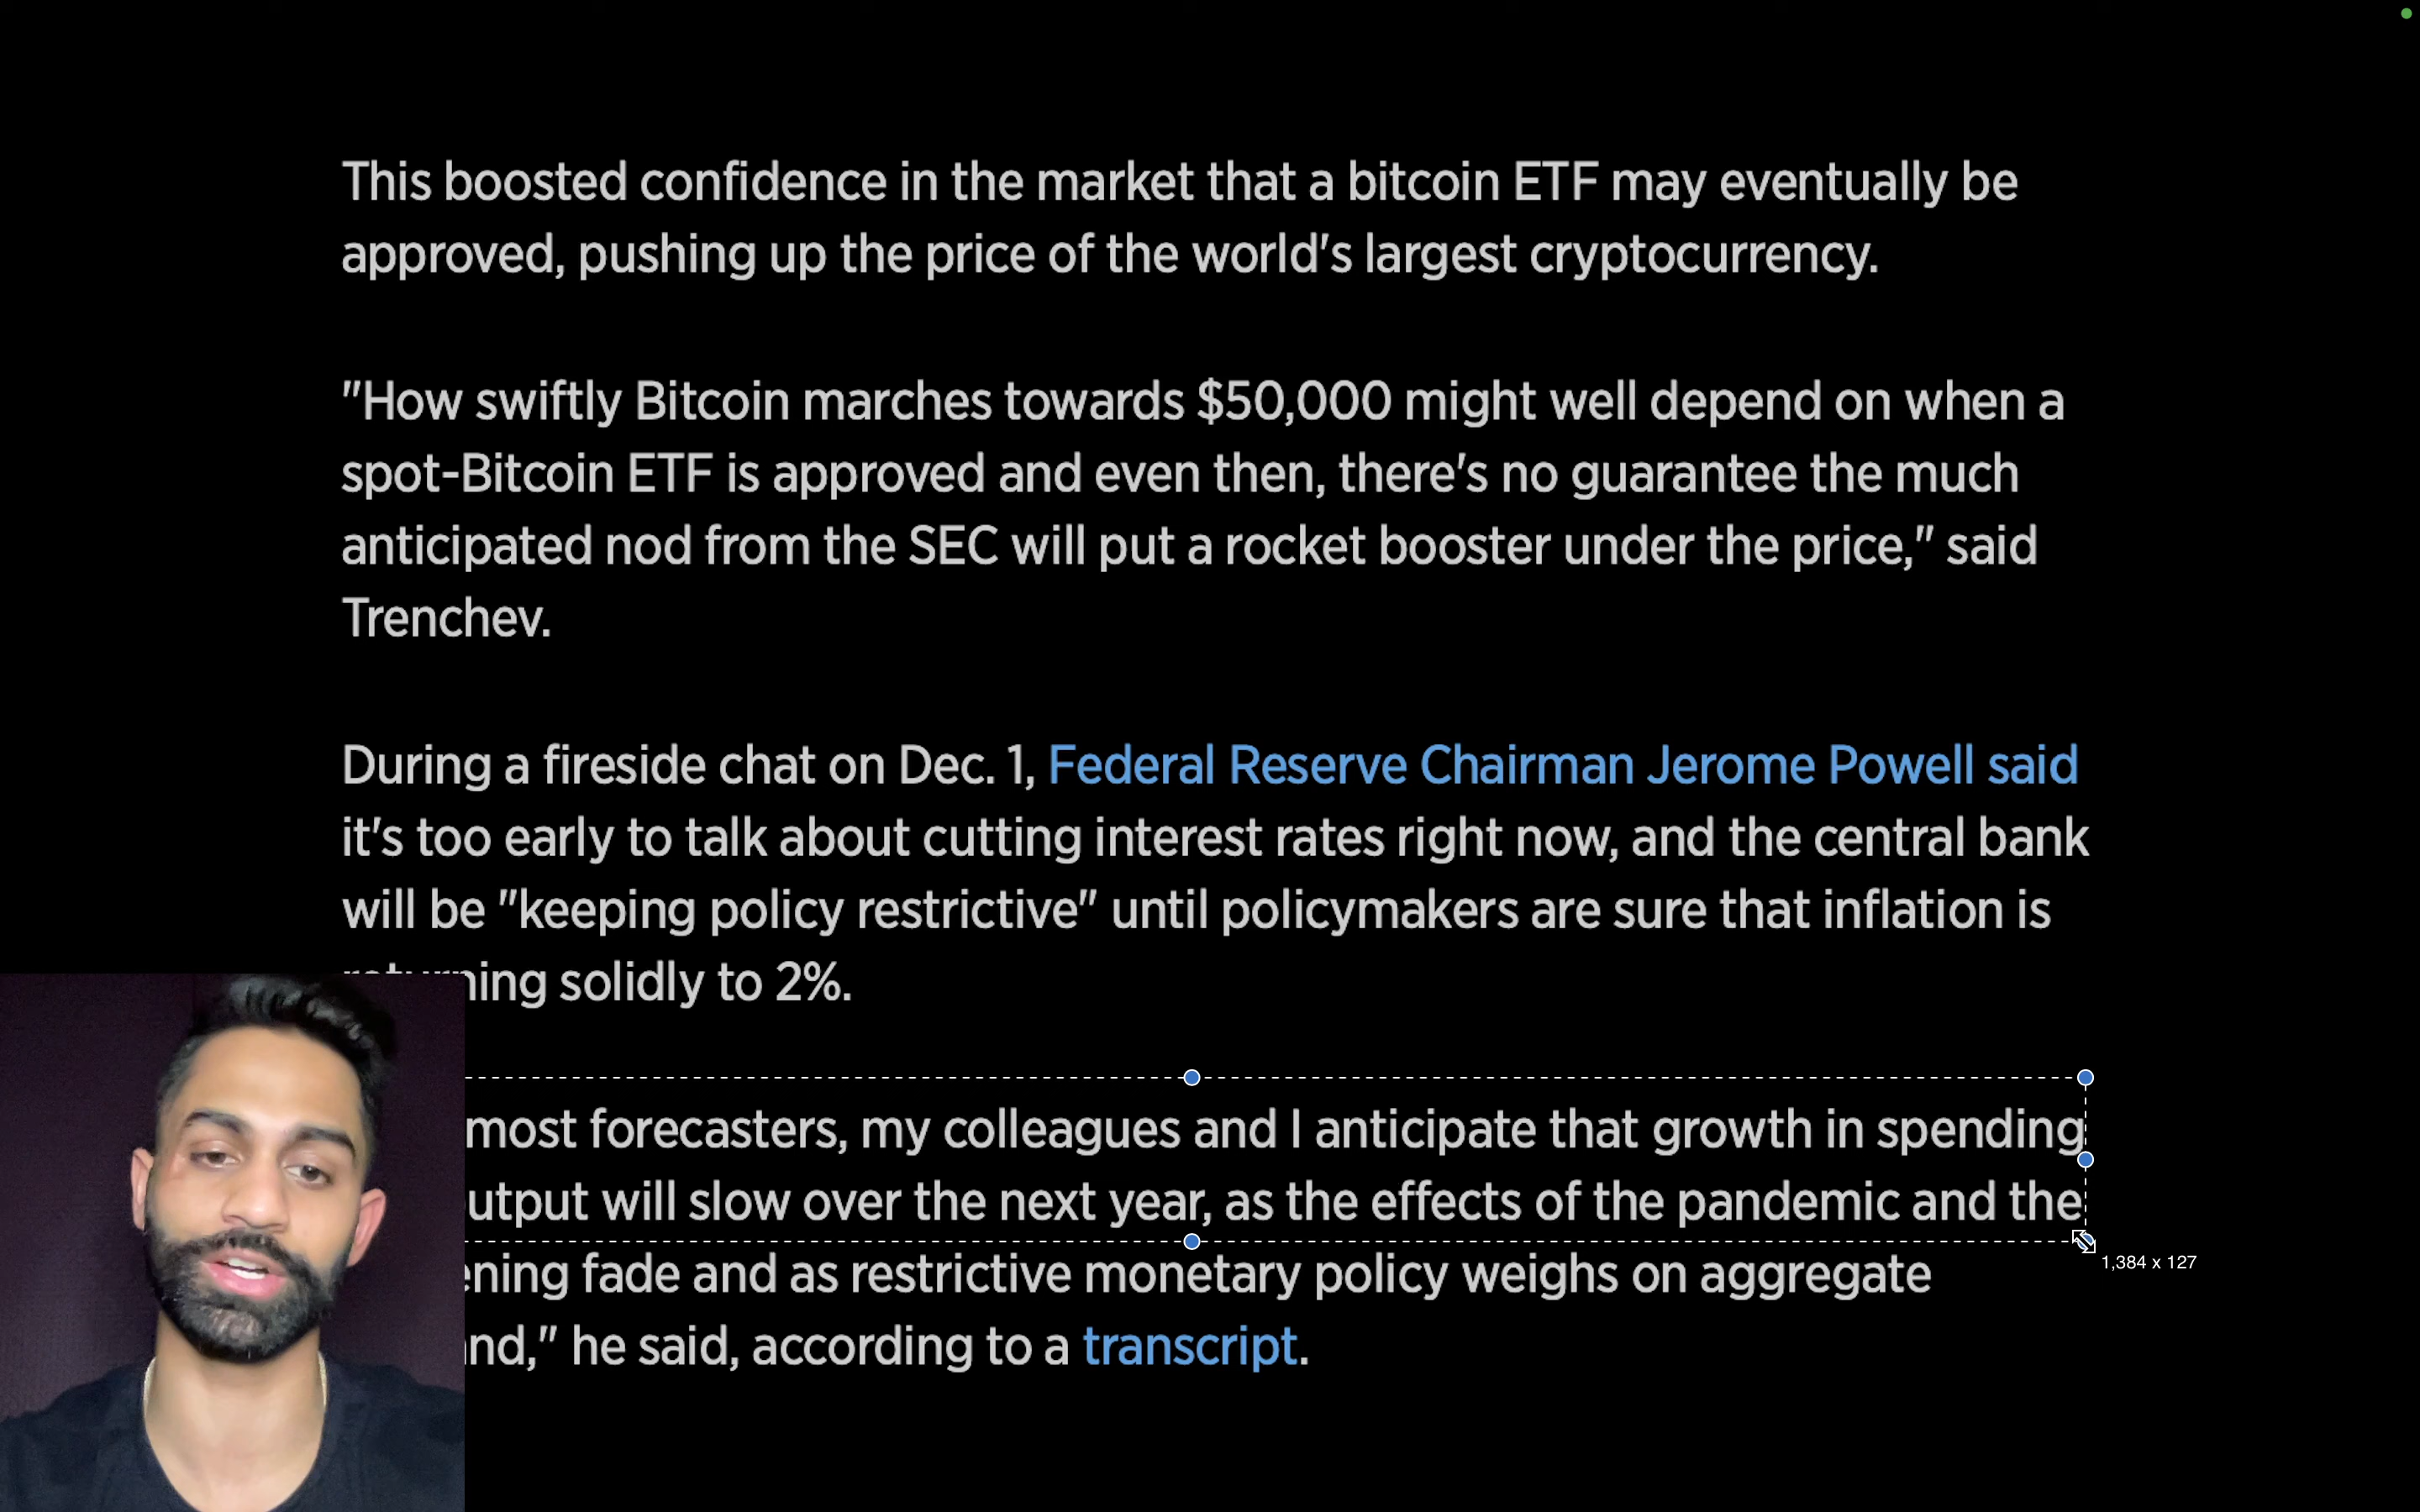 This boosted confidence in the market that a bitcoin ETF may eventually be
approved, pushing up the price of the world's largest cryptocurrency.
"How swiftly Bitcoin marches towards $50,000 might well depend on when a
spot-Bitcoin ETF is approved and even then, there's no guarantee the much
anticipated nod from the SEC will put a rocket booster under the price," said
Trenchev.
During a fireside chat on Dec. 1, Federal Reserve Chairman Jerome Powell said
it's too early to talk about cutting interest rates right now, and the central bank
will be "keeping policy restrictive" until policymakers are sure that inflation is
solidly to 2%.
most forecasters, my colleagues and I anticipate that growth in spending
will slow over the next year, as the effects of the pandemic and the
fade and as restrictive monetary policy weighs on aggregate
he said, according to a transcript.
1,384 x 127